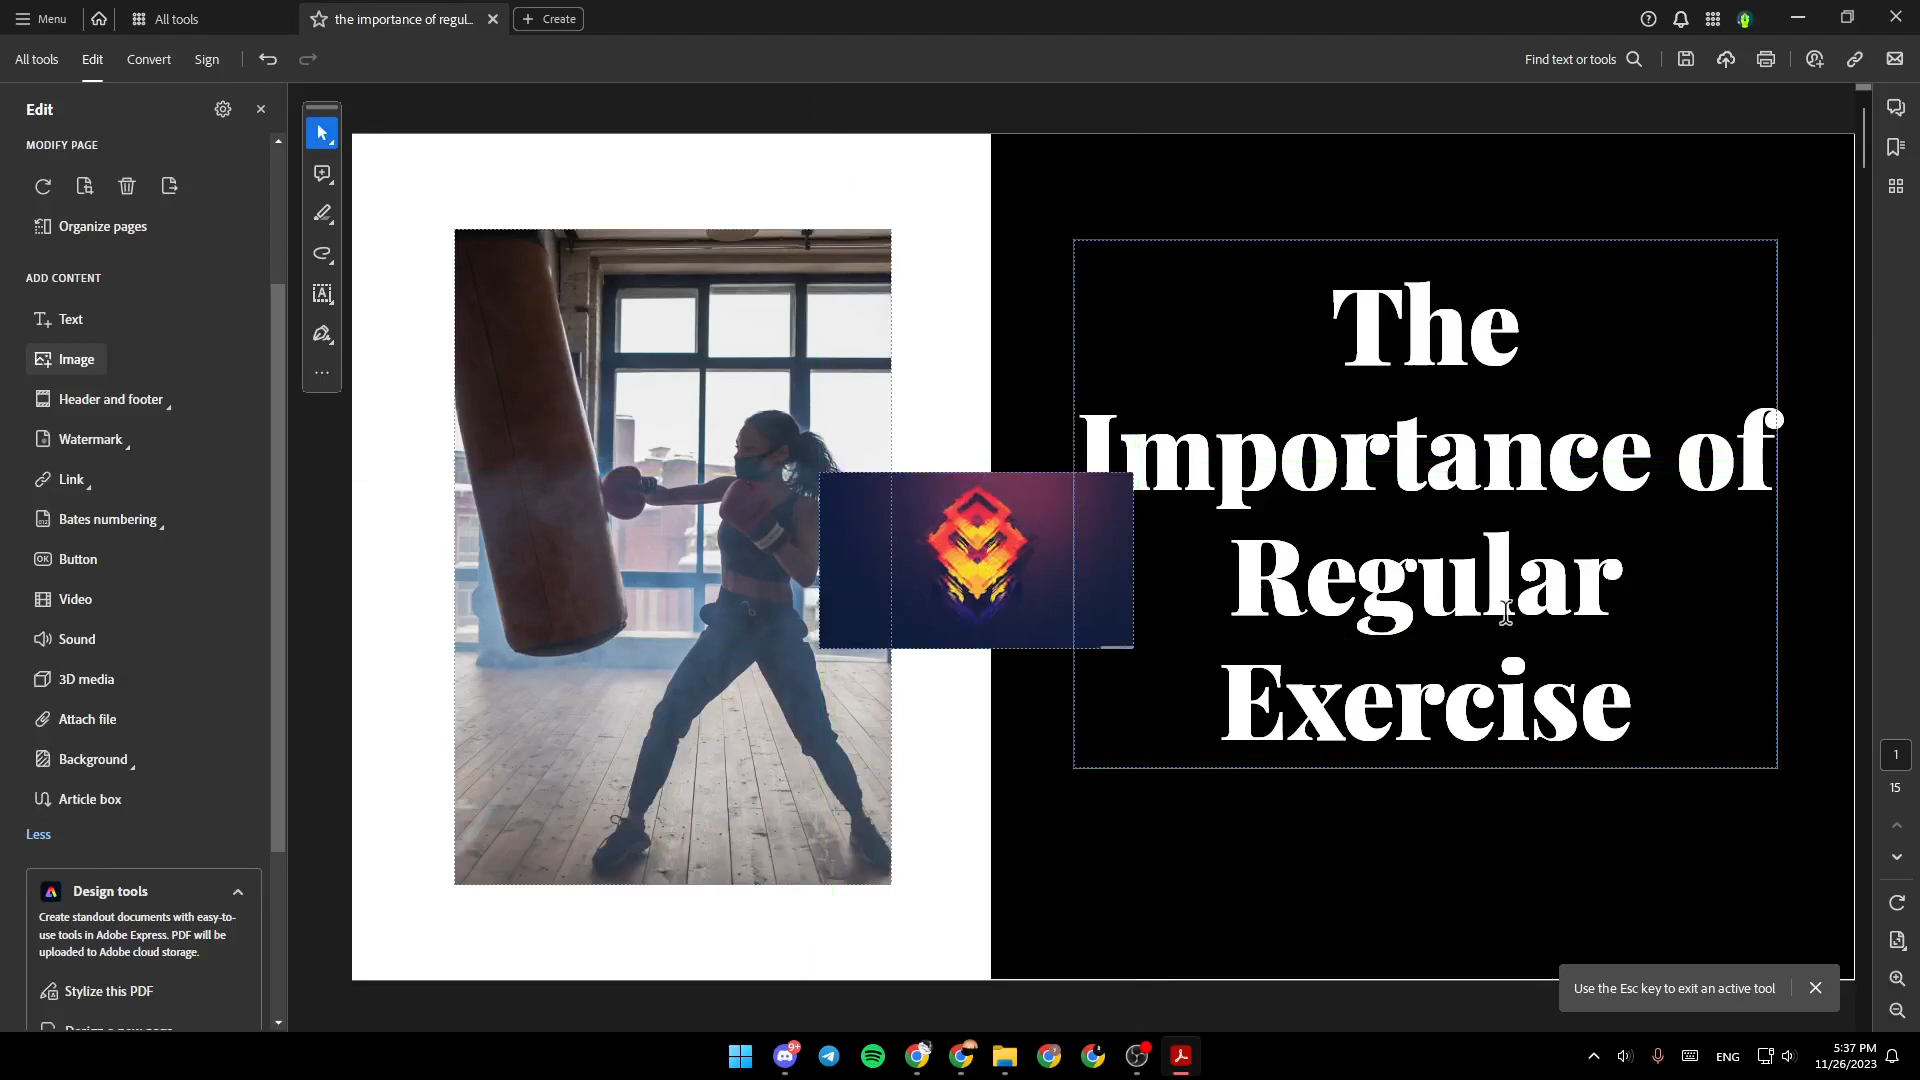 Menu
All tools
the importance of regul...
Create
All tools
Edit
Convert
Sign
Find text or tools
Edit
MODIFY PAGE
Organize pages
ADD CONTENT
Text
Image
Header and footer
Watermark
Link
Bates numbering
Button
Video
Sound
3D media
Attach file
Background
Article box
Less
Design tools
Create standout documents with easy-to-
use tools in Adobe Express. PDF will be
uploaded to Adobe cloud storage.
Stylize this PDF
The
Importance of
Regular
Exercise
1
15
Use the Esc key to exit an active tool
9+
ENG
5:37 PM
11/26/2023